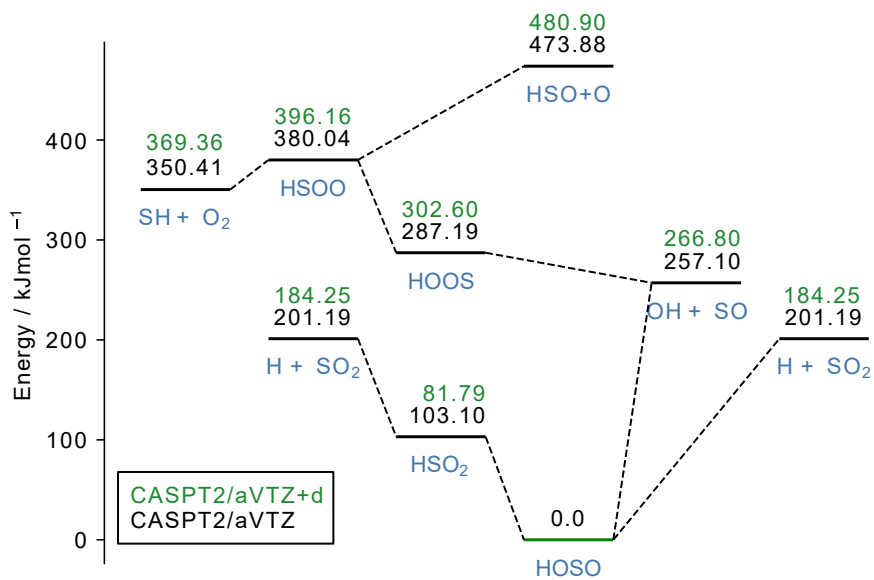 480.90
473.88
HSO+O
396.16
380.04
HSOO
369.36
350.41
SH + O₂
302.60
287.19
HOOS
266.80
257.10
OH + SO
184.25
201.19
H + SO₂
184.25
201.19
H + SO₂
81.79
103.10
HSO₂
0.0
HOSO
Energy / kJmol ⁻¹
400
300
200
100
0
CASPT2/aVTZ+d
CASPT2/aVTZ